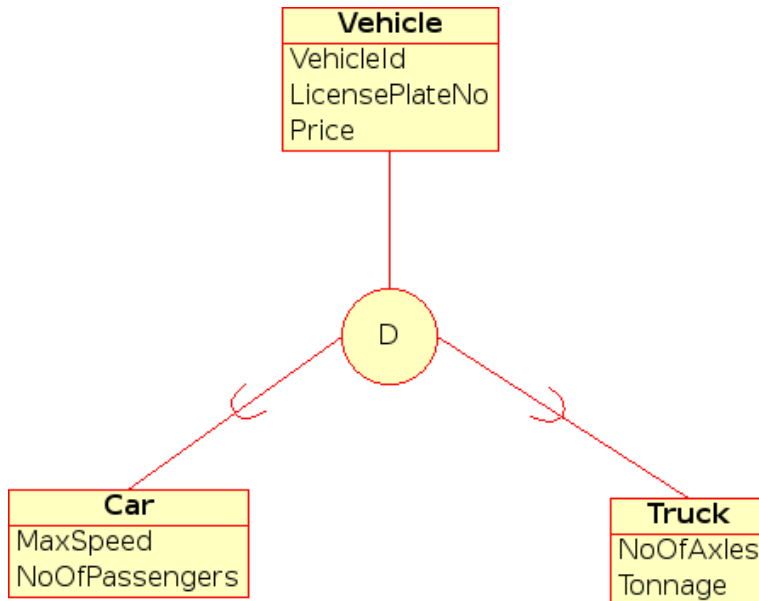 Vehicle
VehicleId
LicensePlateNo
Price
D
Car
MaxSpeed
NoOfPassengers
Truck
NoOfAxles
Tonnage